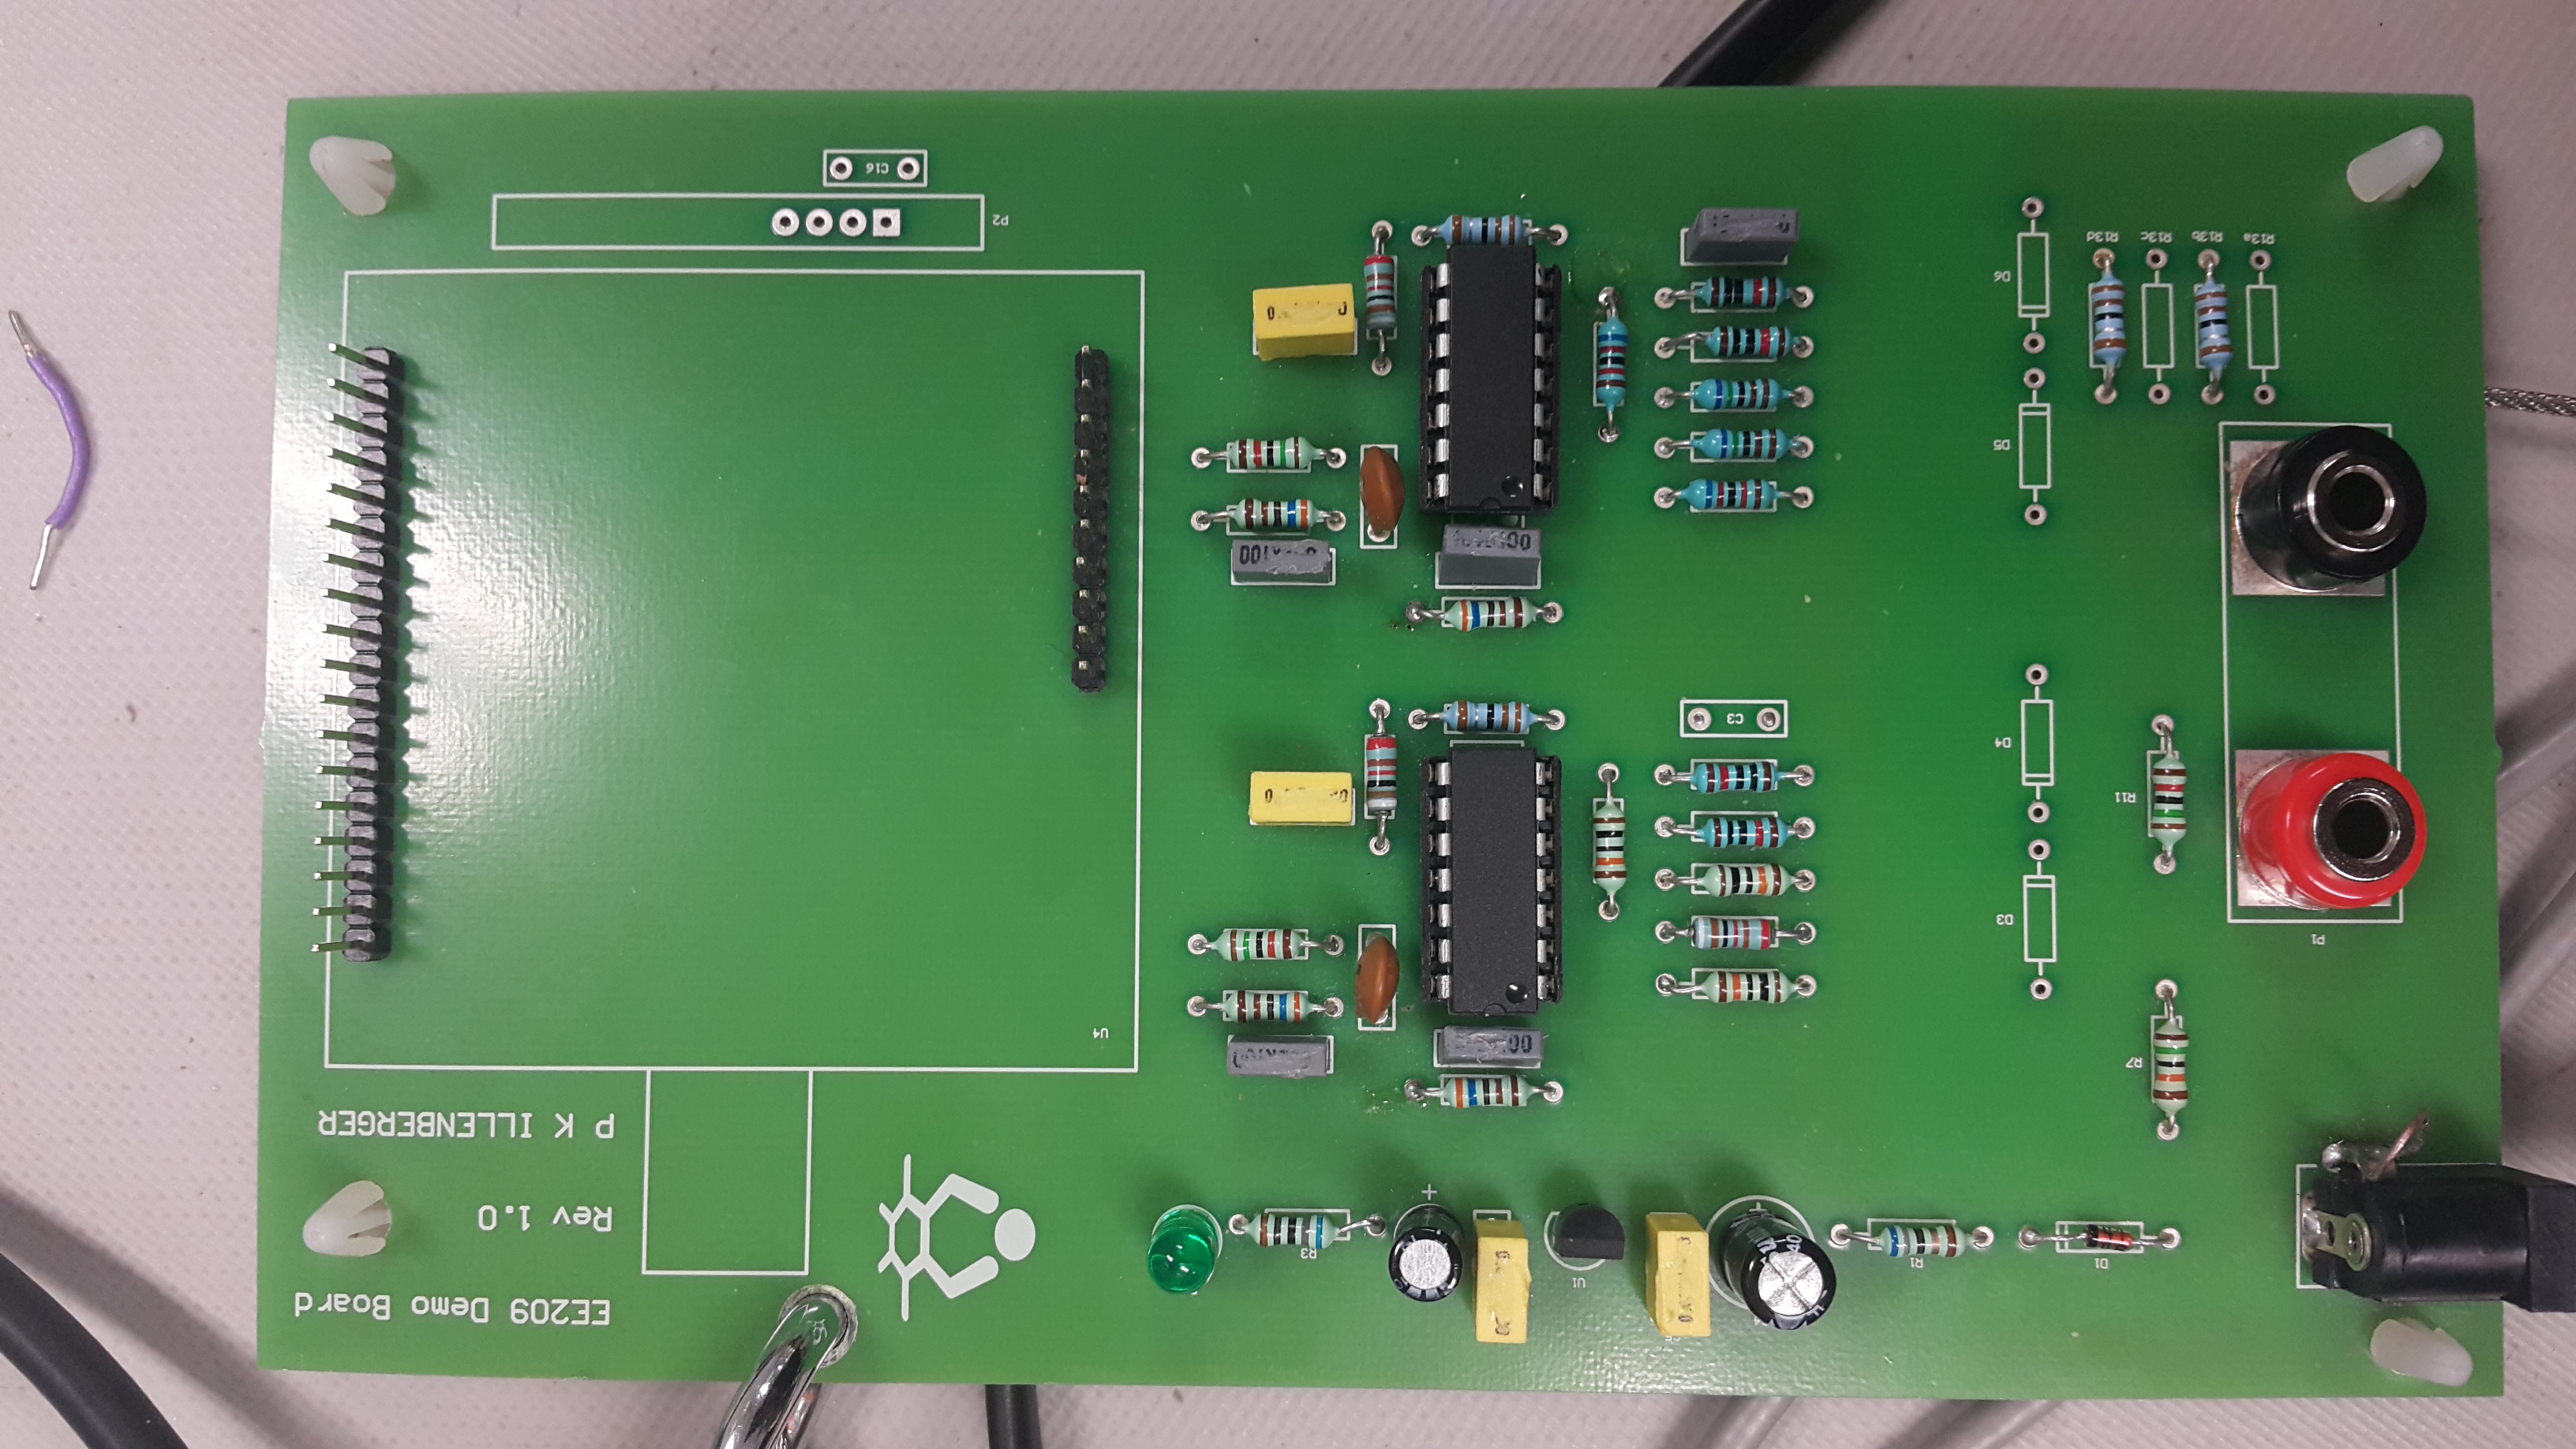 EE209 Demo Board
Rev 1.0
P K ILLENBERGER
U4
P2
C16
R3
U1
C3
R1
D3
D4
D5
D6
D1
R7
R11
R13d
R13c
R13b
R13a
P1